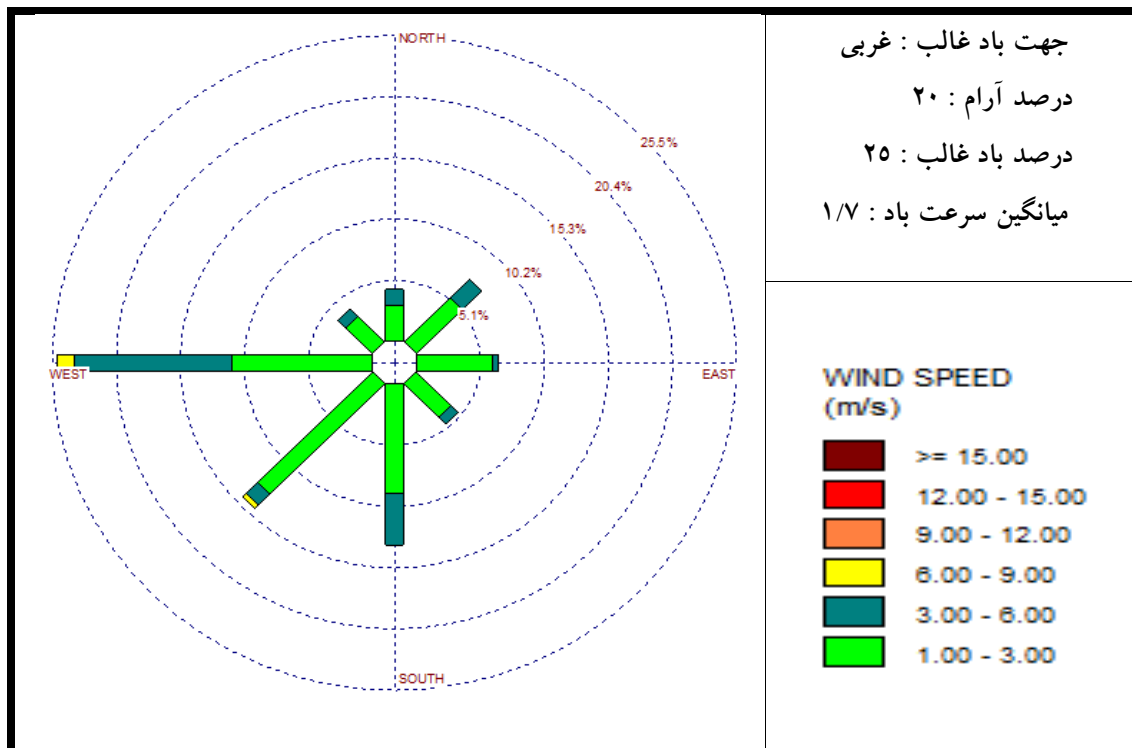 NORTH
25.5%
20.4%
15.3%
10.2%
5.1%
WEST
EAST
SOUTH
جهت باد غالب : غربی
درصد آرام : ۲۰
درصد باد غالب : ۲۵
میانگین سرعت باد : ۱/۷
WIND SPEED
(m/s)
>= 15.00
12.00 - 15.00
9.00 - 12.00
6.00 - 9.00
3.00 - 6.00
1.00 - 3.00